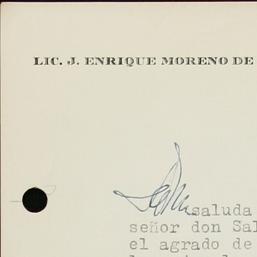 LIC. J. ENRIQUE MORENO DE
saluda
señor don Sal
el agrado de